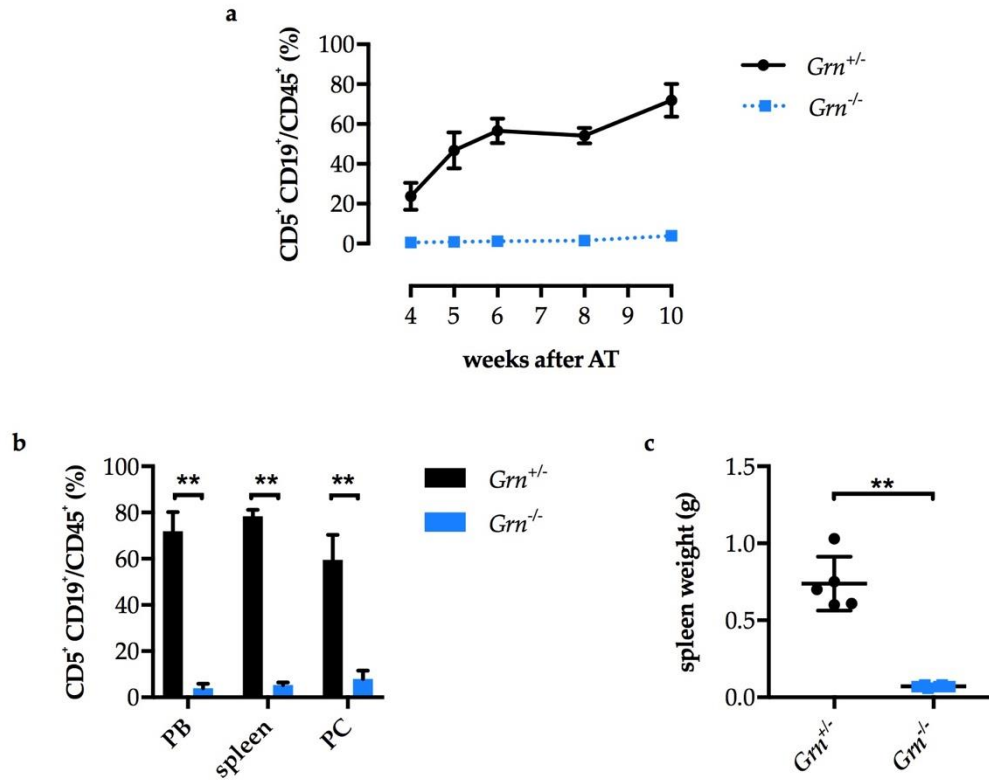 a
CD5⁺ CD19⁺/CD45⁺ (%)
100
80
60
40
20
0
4 5 6 7 8 9 10
weeks after AT
Grn⁺/⁻
Grn⁻/⁻
b
CD5⁺ CD19⁺/CD45⁺ (%)
100
80
60
40
20
0
** ** **
PB spleen PC
Grn⁺/⁻
Grn⁻/⁻
c
spleen weight (g)
1.5
1.0
0.5
0.0
**
Grn⁺/⁻ Grn⁻/⁻